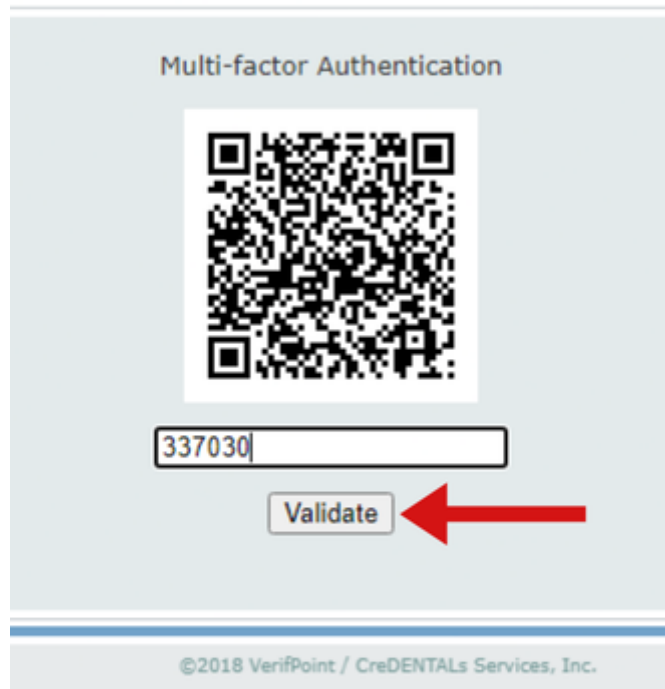 Multi-factor Authentication
337030
Validate
©2018 VerifPoint / CreDENTALs Services, Inc.